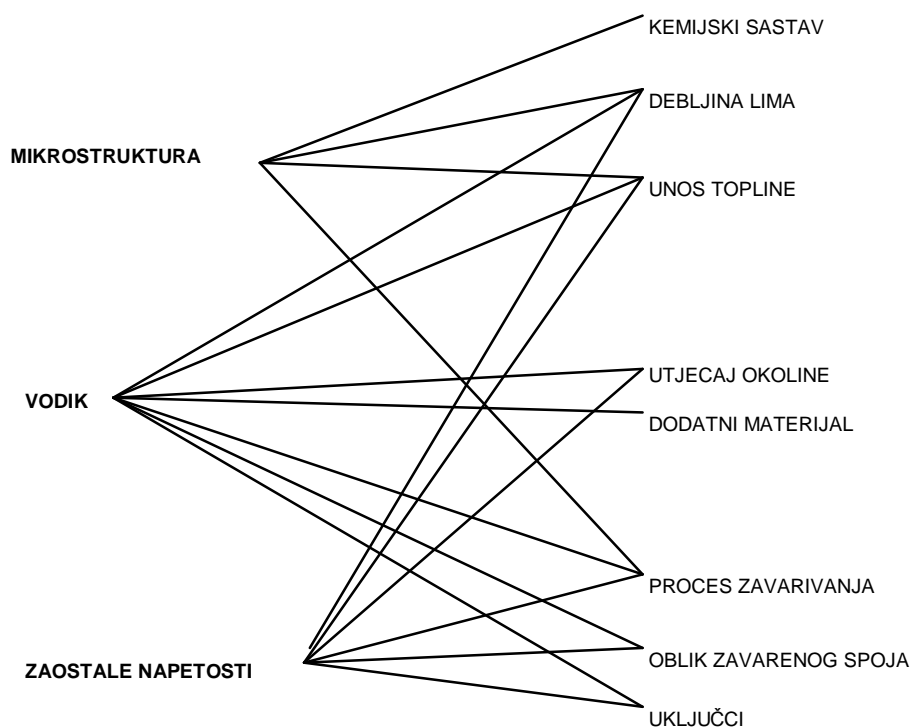 KEMIJSKI SASTAV
DEBLJINA LIMA
MIKROSTRUKTURA
UNOS TOPLINE
UTJECAJ OKOLINE
VODIK
DODATNI MATERIJAL
PROCES ZAVARIVANJA
ZAOSTALE NAPETOSTI
OBLIK ZAVARENOG SPOJA
UKLJUČCI